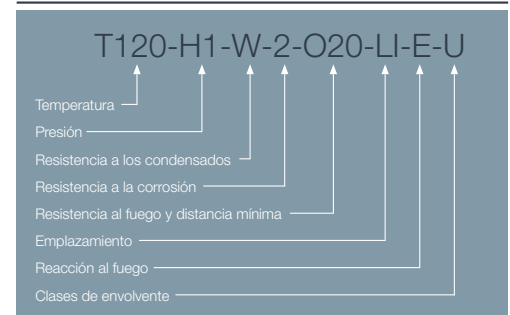 T120-H1-W-2-O20-LI-E-U
Temperatura
Presión
Resistencia a los condensados
Resistencia a la corrosión
Resistencia al fuego y distancia mínima
Emplazamiento
Reacción al fuego
Clases de envolvente